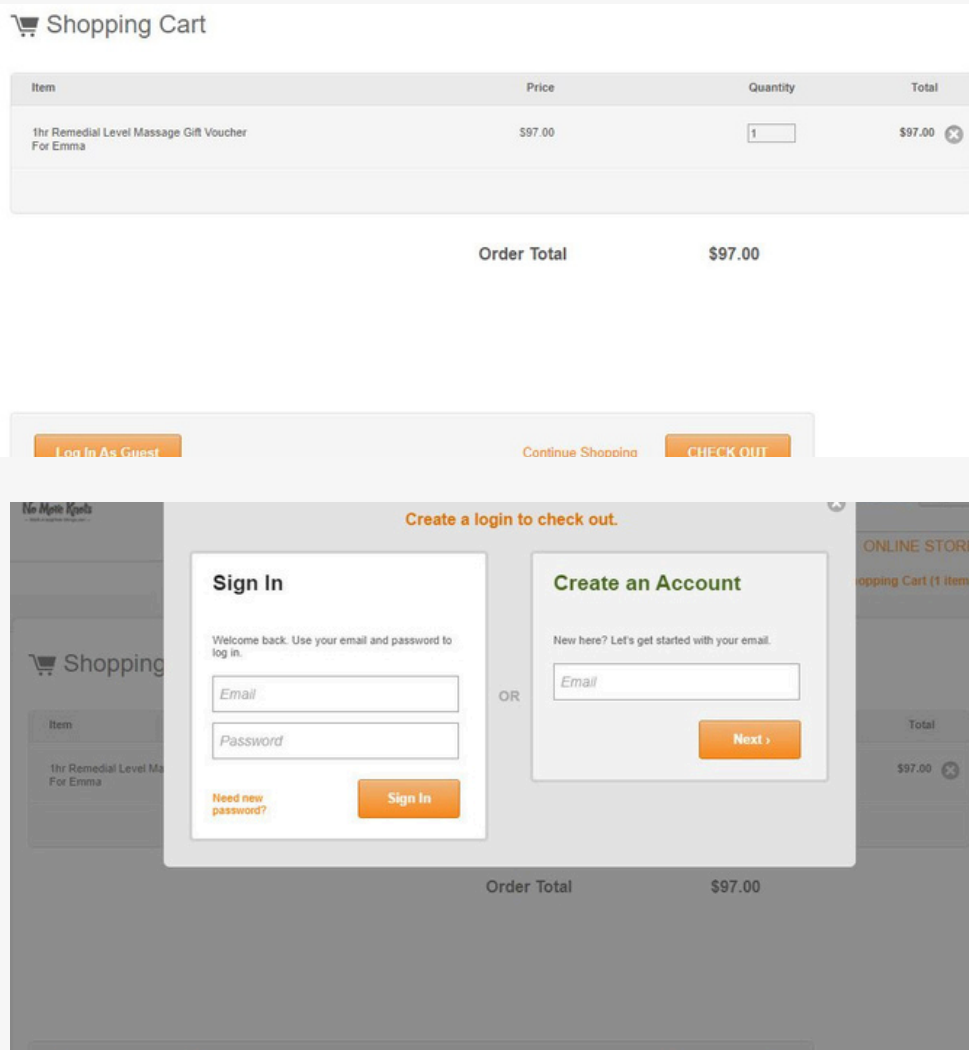 Shopping Cart
Item Price Quantity Total
1hr Remedial Level Massage Gift Voucher
For Emma
$97.00 1 $97.00
Order Total $97.00
Log In As Guest Continue Shopping CHECK OUT
No More Knots
Create a login to check out.
ONLINE STORE
opping Cart (1 item
Sign In
Welcome back. Use your email and password to
log in.
Email
Password
Need new
password?
Sign In
OR
Create an Account
New here? Let's get started with your email.
Email
Next ›
Shopping
Item Total
1hr Remedial Level Ma
For Emma
$97.00
Order Total $97.00